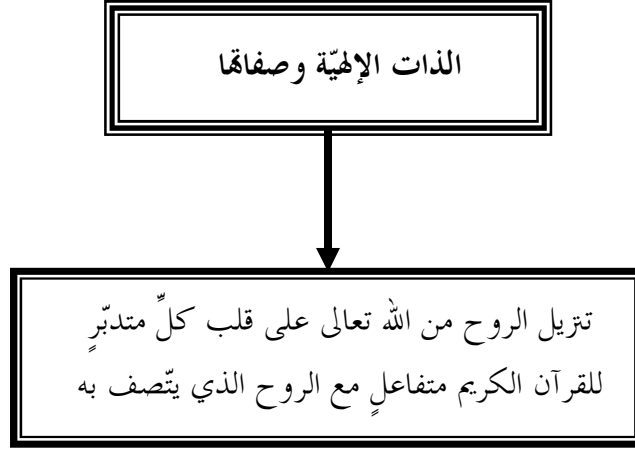 الذات الإلهيّة وصفاتها
تنزيل الروح من الله تعالى على قلب كلِّ متدبّرٍ
للقرآن الكريم متفاعلٍ مع الروح الذي يتّصف به